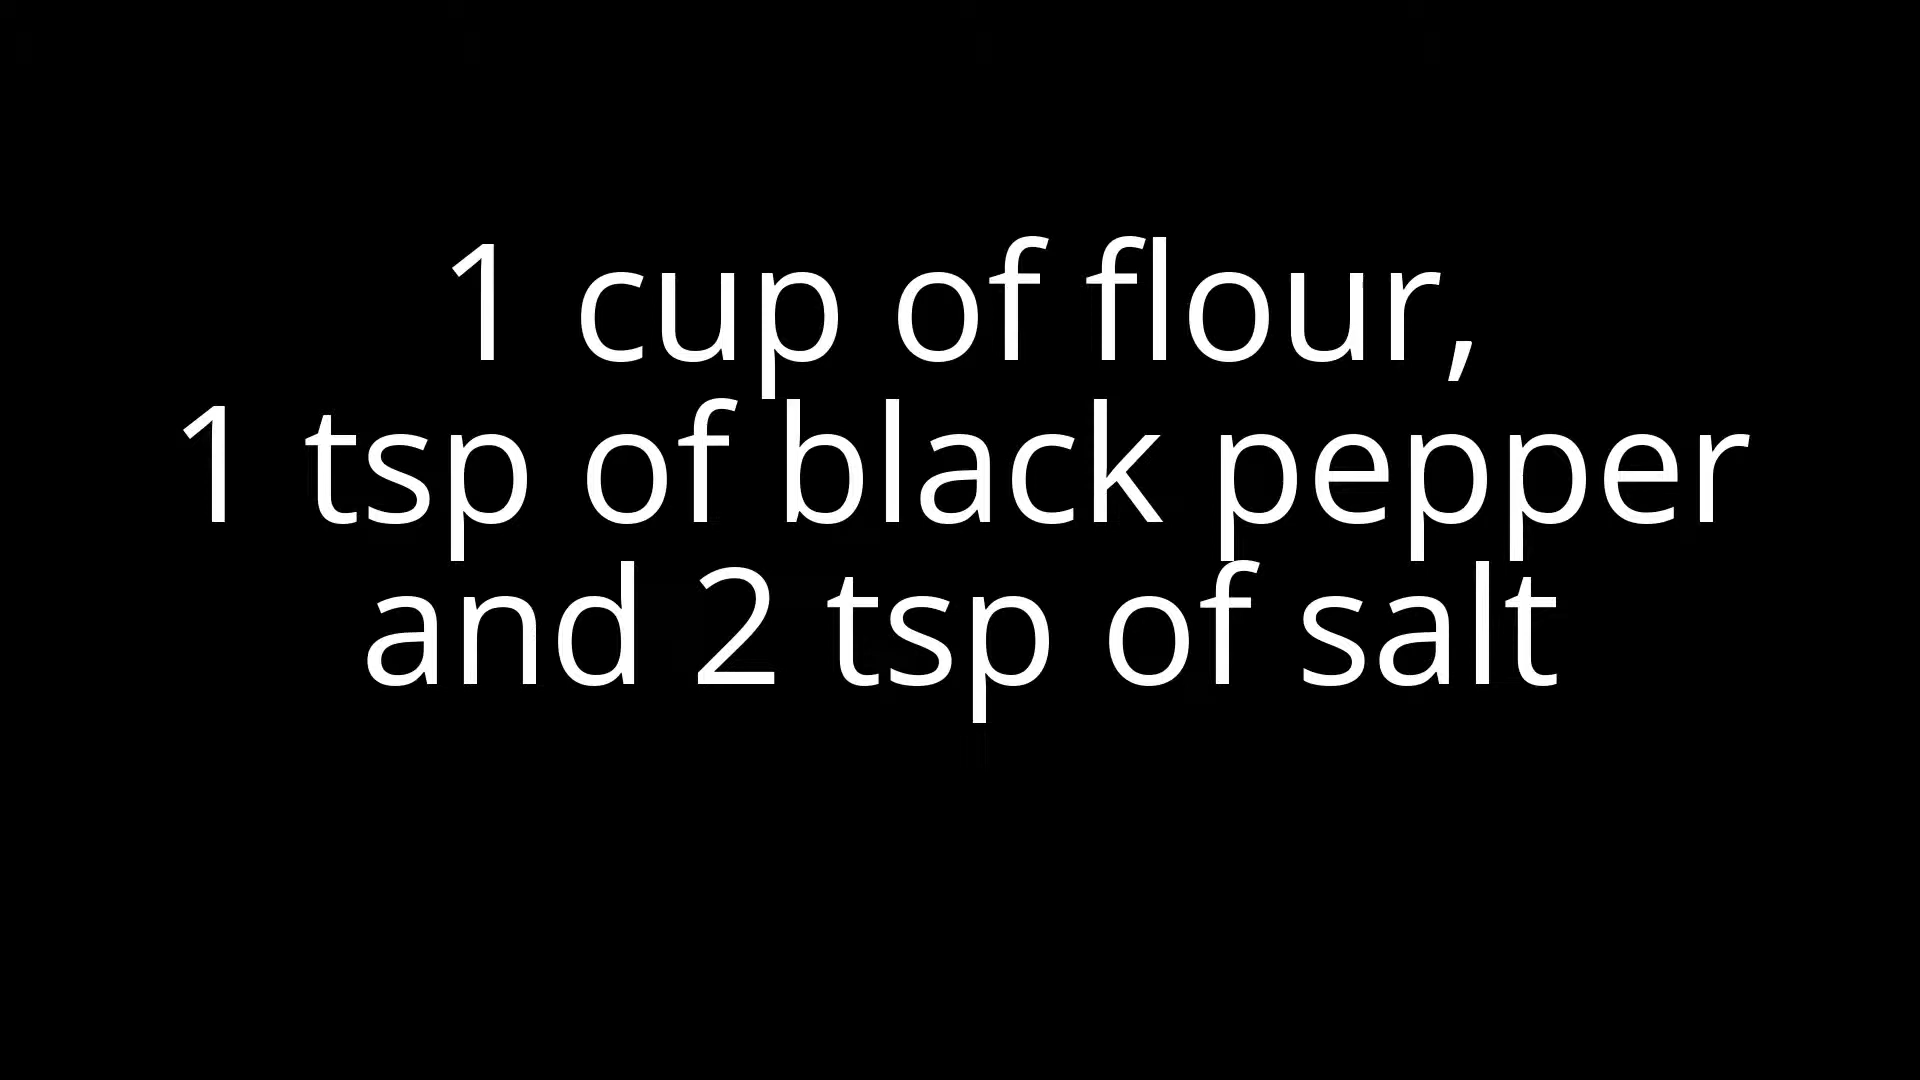 1 cup of flour,
1 tsp of black pepper
and 2 tsp of salt